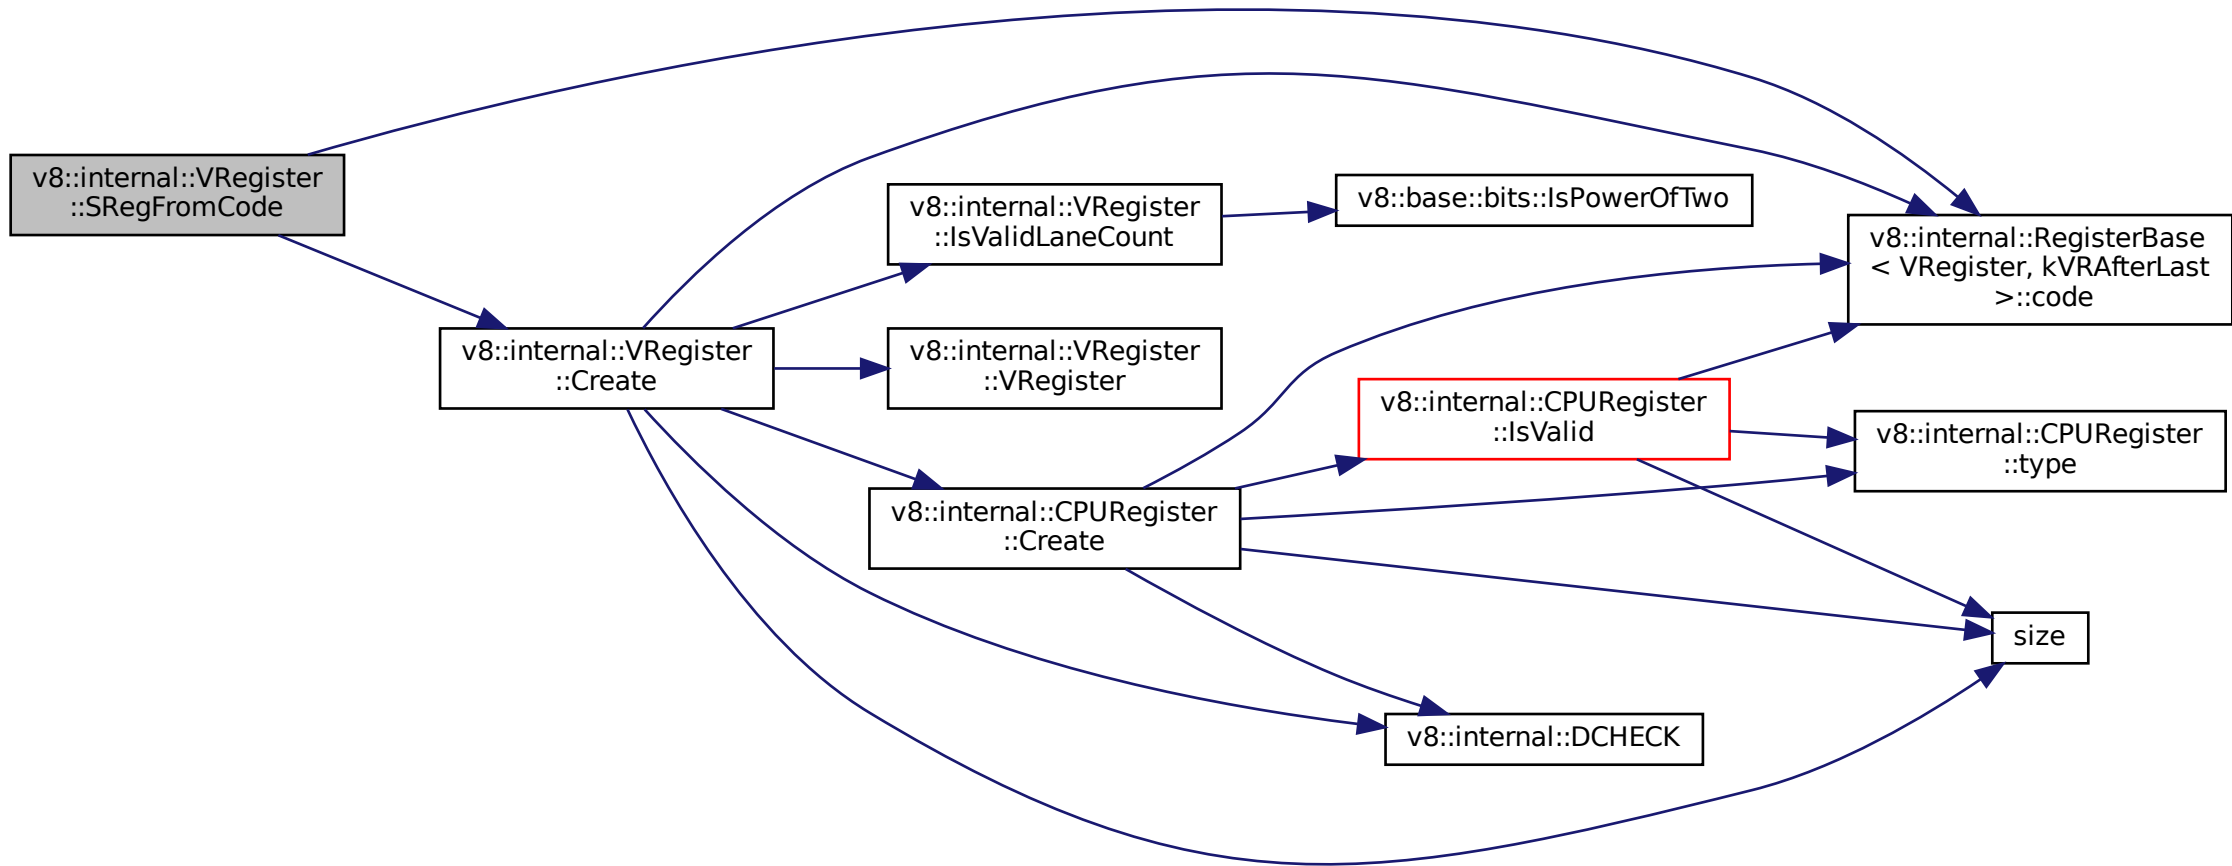 v8::internal::VRegister
::SRegFromCode
v8::internal::VRegister
::Create
v8::internal::VRegister
::IsValidLaneCount
v8::base::bits::IsPowerOfTwo
v8::internal::RegisterBase
< VRegister, kVRAfterLast
>::code
v8::internal::VRegister
::VRegister
v8::internal::CPURegister
::IsValid
v8::internal::CPURegister
::type
v8::internal::CPURegister
::Create
size
v8::internal::DCHECK